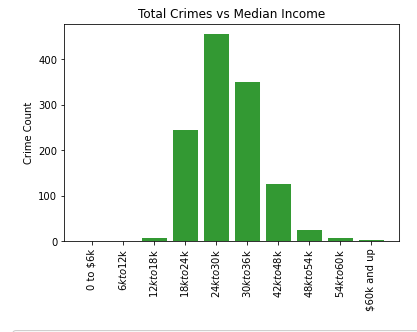 Total Crimes vs Median Income
Crime Count
400
300
200
100
0
0 to $6k
6kto12k
12kto18k
18kto24k
24kto30k
30kto36k
42kto48k
48kto54k
54kto60k
$60k and up